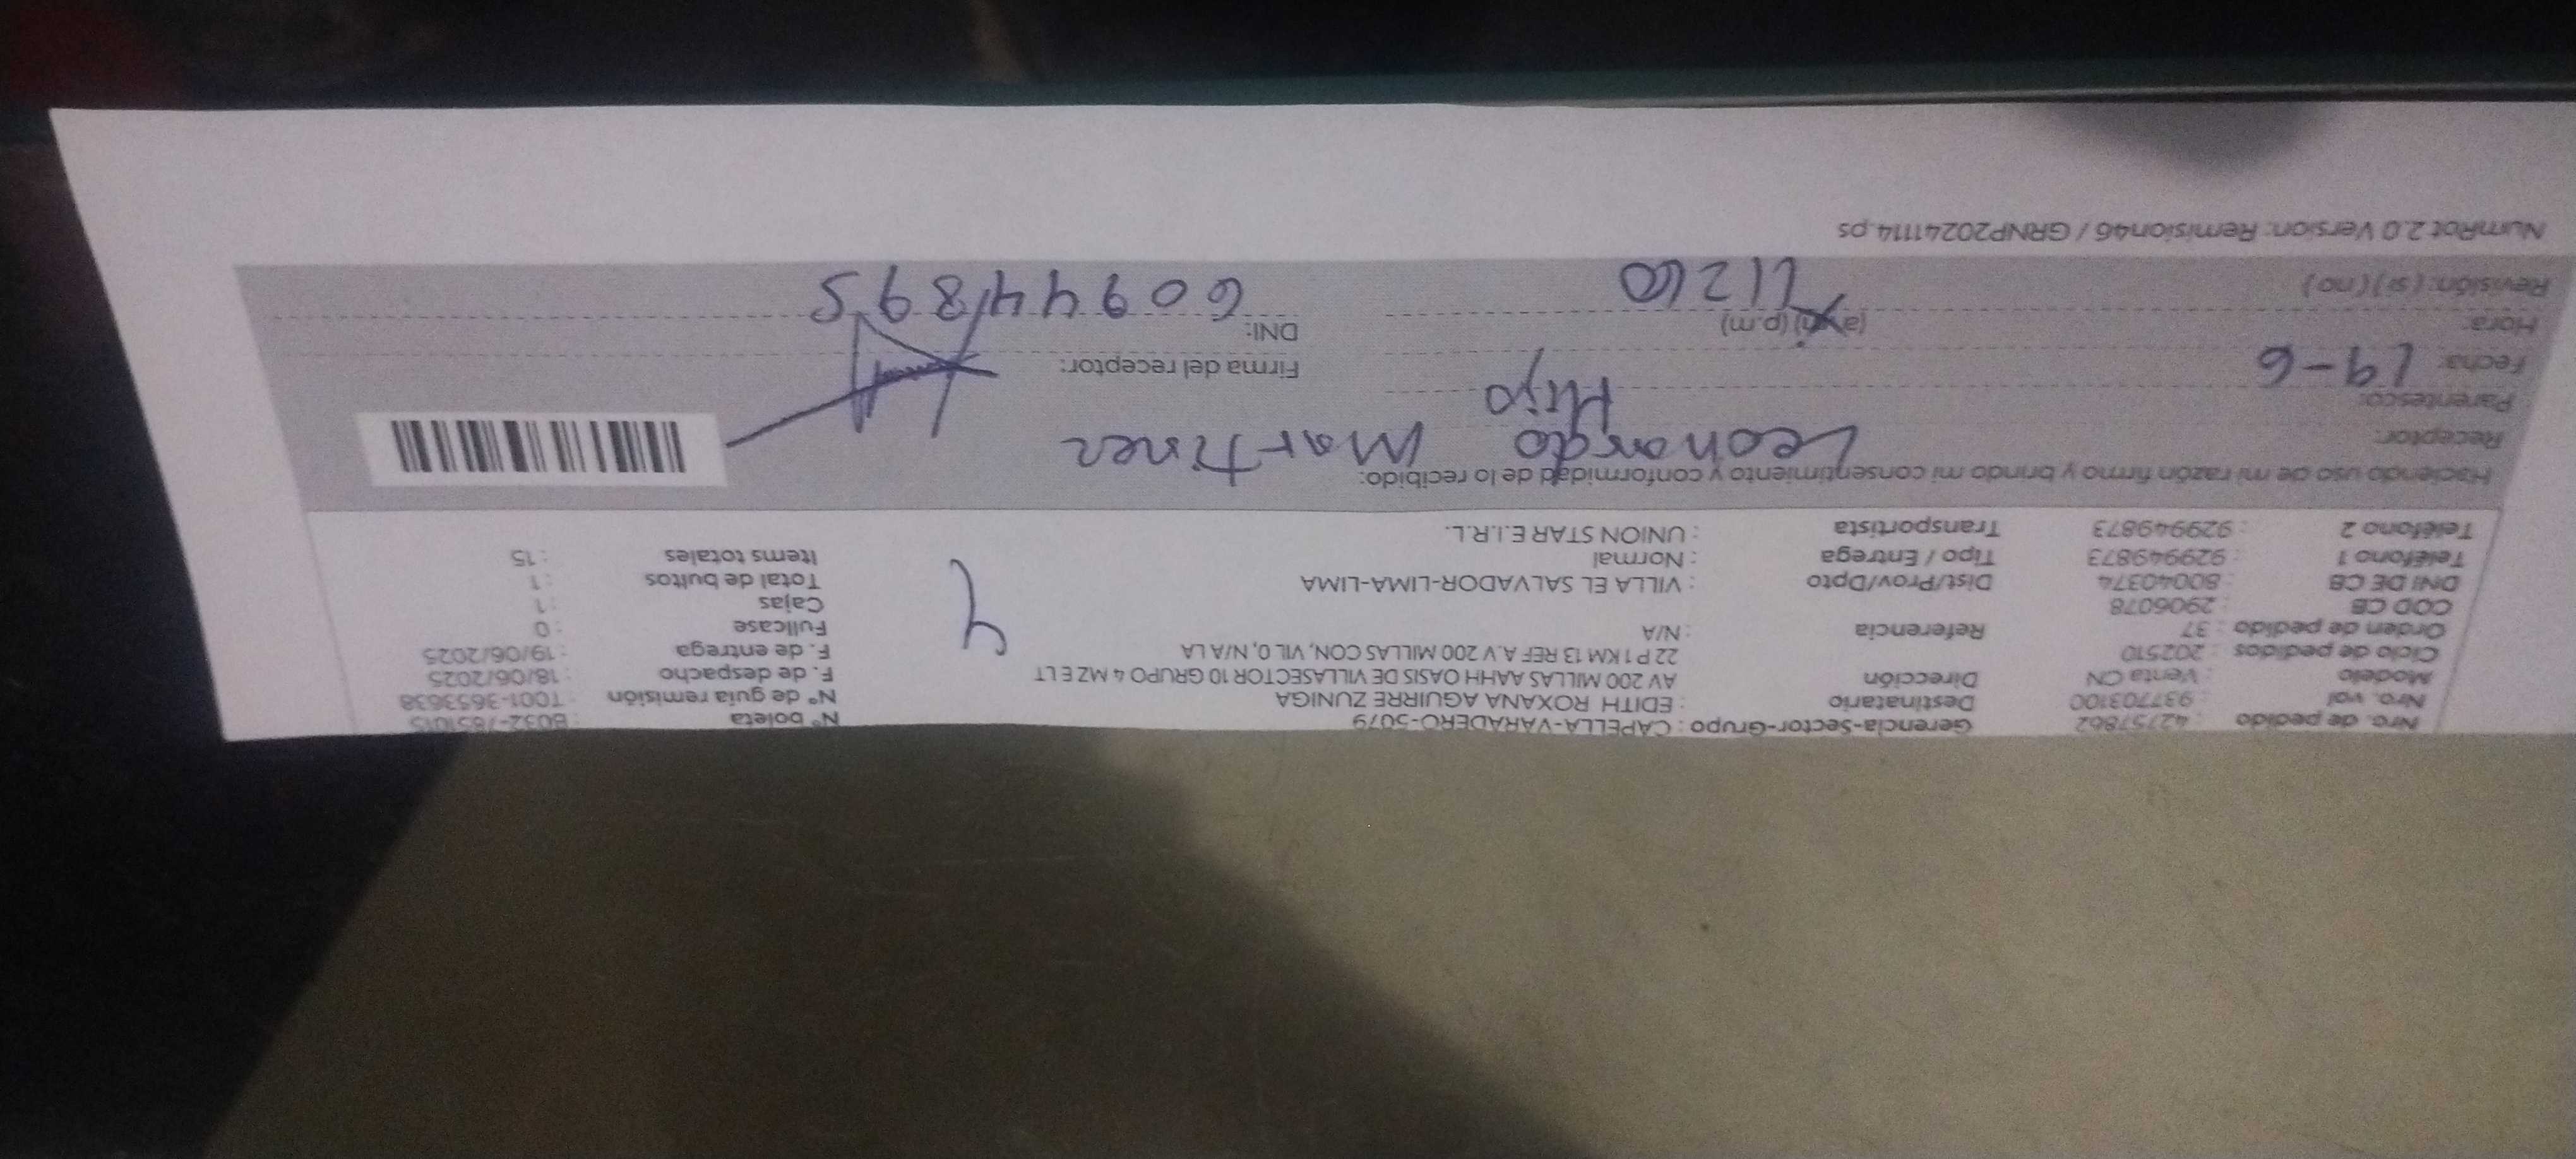 Nro. de pedido : 42757862 Gerencia-Sector-Grupo : CAPELLA-VARADERO-5079 N° boleta : B032-7851015
Nro. vol : 937703100 Destinatario : EDITH ROXANA AGUIRRE ZUNIGA N° de guía remisión : T001-3653638
Modelo : Venta CN Dirección AV 200 MILLAS AAHH OASIS DE VILLASECTOR 10 GRUPO 4 MZ E LT F. de despacho : 18/06/2025
Ciclo de pedidos : 202510 22 P 1 KM 13 REF A.V 200 MILLAS CON, VIL 0, N/A LA F. de entrega : 19/06/2025
Orden de pedido : 37 Referencia : N/A Fullcase : 0
COD CB : 2906078 Cajas : 1
DNI DE CB : 80040374 Dist/Prov/Dpto : VILLA EL SALVADOR-LIMA-LIMA Total de bultos : 1
Teléfono 1 : 929949873 Tipo / Entrega : Normal Items totales : 15
Teléfono 2 : 929949873 Transportista : UNION STAR E.I.R.L.
Haciendo uso de mi razón firmo y brindo mi consentimiento y conformidad de lo recibido:
Receptor: Leonardo Martinez
Parentesco: Hijo
Fecha: 19-6 Firma del receptor:
Hora: (a.m) (p.m) DNI: 60944895
Revisión: (si) (no)
NumRot 2.0 Version: Remision46 / GRNP20241114.ps